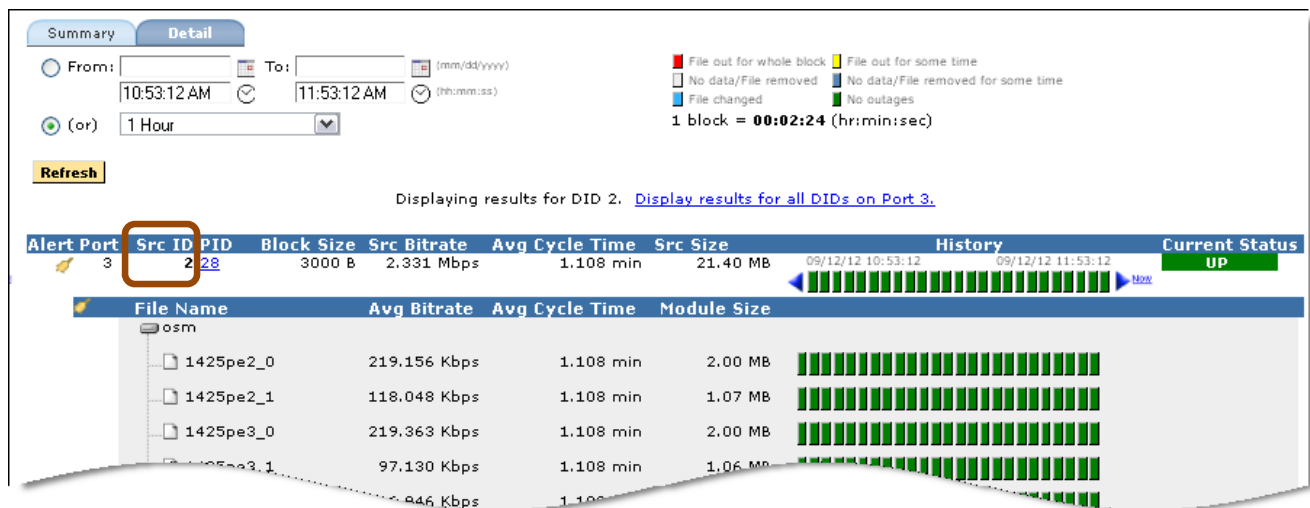 Summary Detail
From: To: (mm/dd/yyyy)
10:53:12 AM 11:53:12 AM (hh:mm:ss)
(or) 1 Hour
File out for whole block File out for some time
No data/File removed No data/File removed for some time
File changed No outages
1 block = 00:02:24 (hr:min:sec)
Refresh
Displaying results for DID 2. Display results for all DIDs on Port 3.
Alert Port Src ID PID Block Size Src Bitrate Avg Cycle Time Src Size History Current Status
3 2 28 3000 B 2.331 Mbps 1.108 min 21.40 MB 09/12/12 10:53:12 09/12/12 11:53:12 UP
Now
File Name Avg Bitrate Avg Cycle Time Module Size
osm
1425pe2_0 219.156 Kbps 1.108 min 2.00 MB
1425pe2_1 118.048 Kbps 1.108 min 1.07 MB
1425pe3_0 219.363 Kbps 1.108 min 2.00 MB
97.130 Kbps 1.108 min 1.06 MB
Kbps